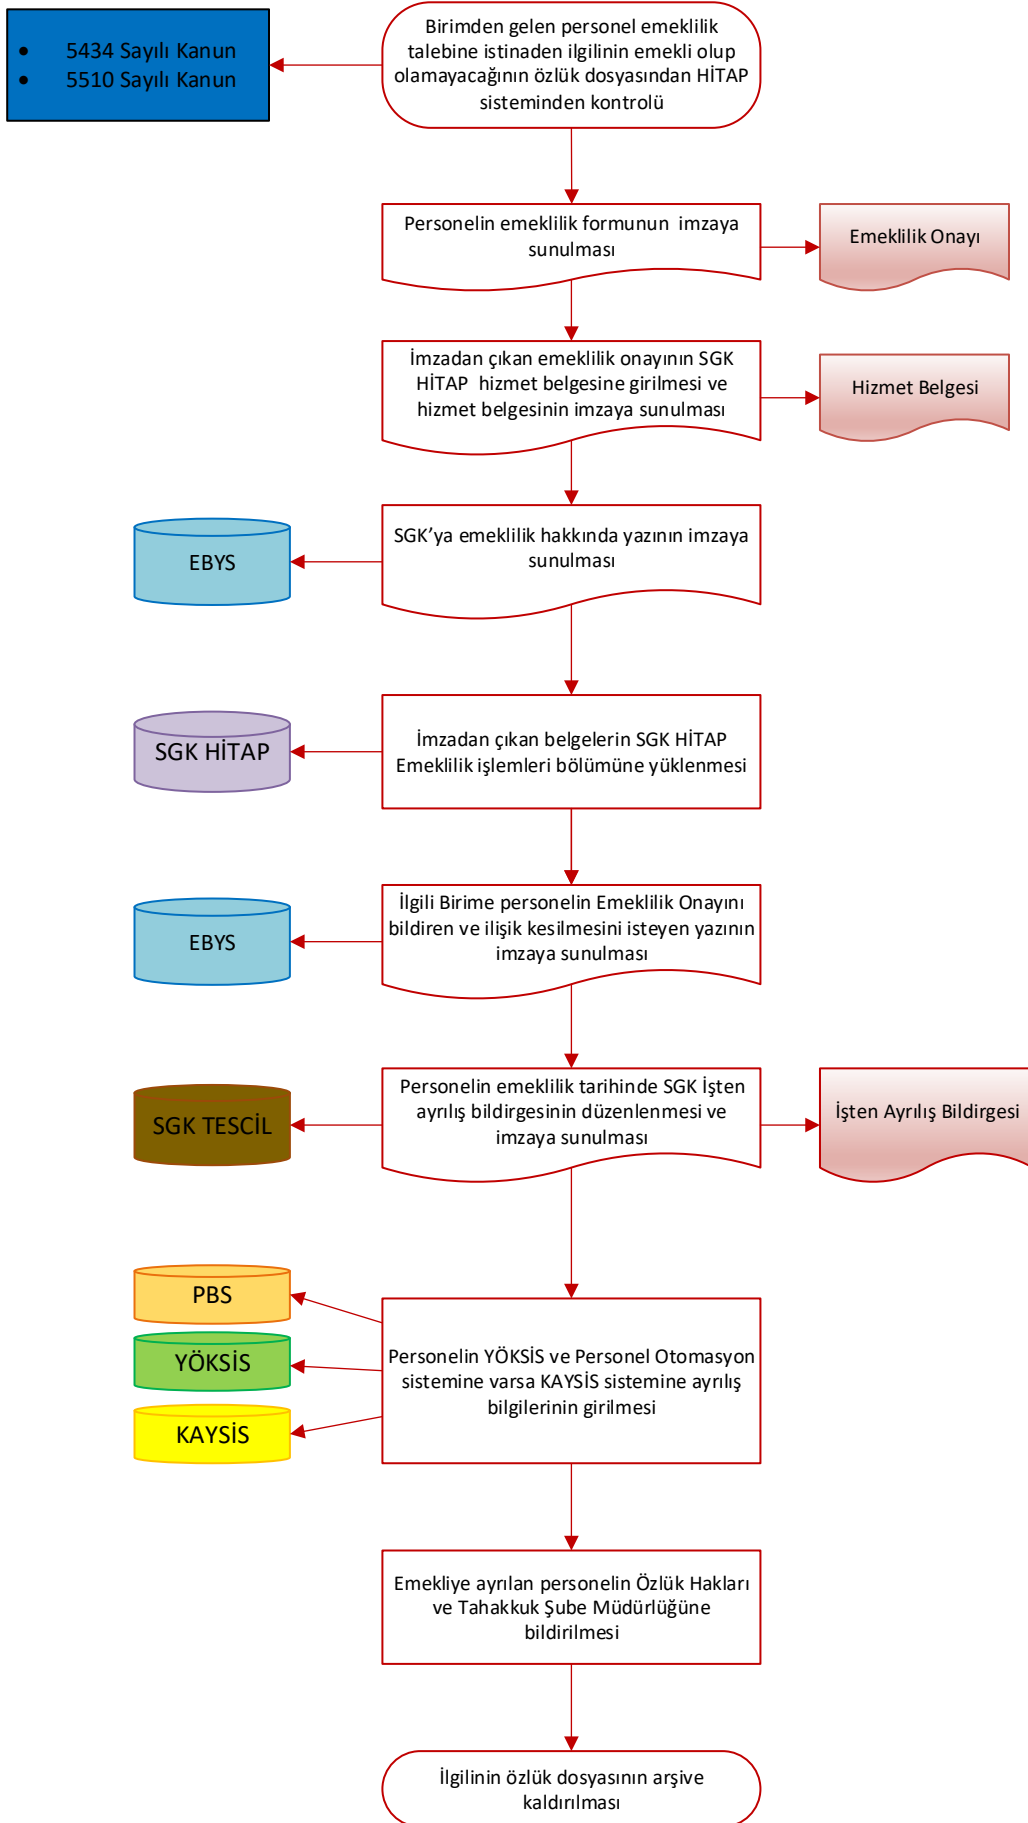 • 5434 Sayılı Kanun
• 5510 Sayılı Kanun
Birimden gelen personel emeklilik
talebine istinaden ilgilinin emekli olup
olamayacağının özlük dosyasından HİTAP
sisteminden kontrolü
Personelin emeklilik formunun imzaya
sunulması
Emeklilik Onayı
İmzadan çıkan emeklilik onayının SGK
HİTAP hizmet belgesine girilmesi ve
hizmet belgesinin imzaya sunulması
Hizmet Belgesi
SGK’ya emeklilik hakkında yazının imzaya
sunulması
EBYS
İmzadan çıkan belgelerin SGK HİTAP
Emeklilik işlemleri bölümüne yüklenmesi
SGK HİTAP
İlgili Birime personelin Emeklilik Onayını
bildiren ve ilişik kesilmesini isteyen yazının
imzaya sunulması
EBYS
Personelin emeklilik tarihinde SGK İşten
ayrılış bildirgesinin düzenlenmesi ve
imzaya sunulması
SGK TESCİL
İşten Ayrılış Bildirgesi
PBS
YÖKSİS
KAYSİS
Personelin YÖKSİS ve Personel Otomasyon
sistemine varsa KAYSİS sistemine ayrılış
bilgilerinin girilmesi
Emekliye ayrılan personelin Özlük Hakları
ve Tahakkuk Şube Müdürlüğüne
bildirilmesi
İlgilinin özlük dosyasının arşive
kaldırılması